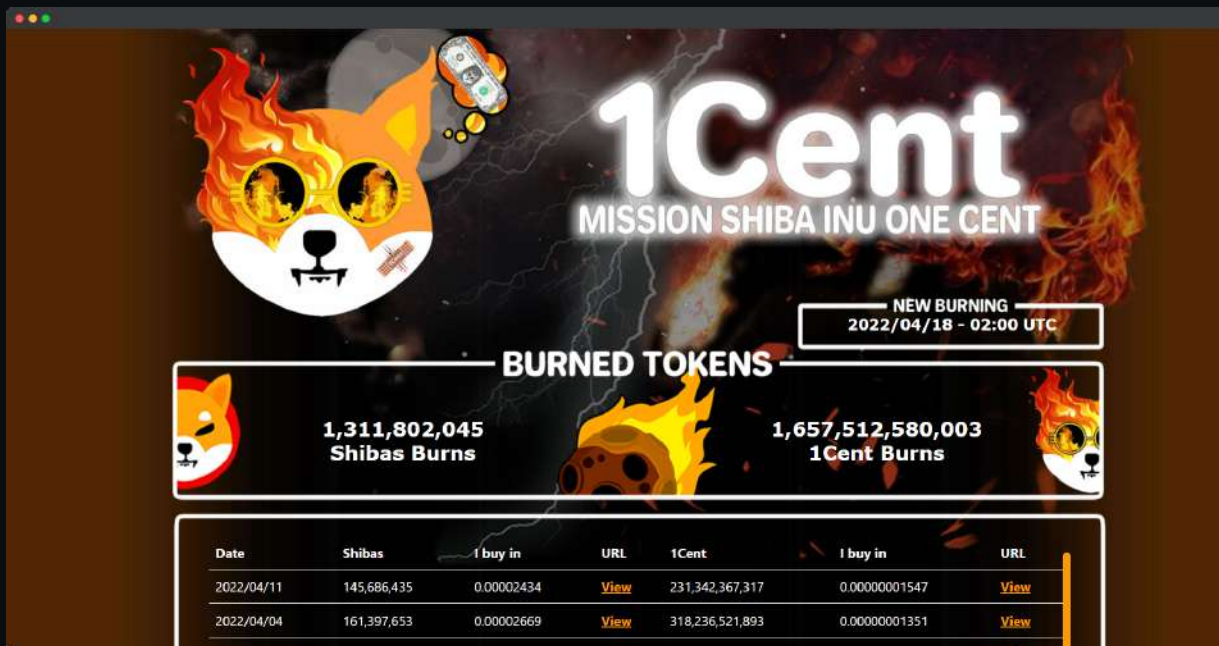 1Cent
MISSION SHIBA INU ONE CENT
NEW BURNING
2022/04/18 - 02:00 UTC
BURNED TOKENS
1,311,802,045
Shibas Burns
1,657,512,580,003
1Cent Burns
Date Shibas I buy in URL 1Cent I buy in URL
2022/04/11 145,686,435 0.00002434 View 231,342,367,317 0.00000001547 View
2022/04/04 161,397,653 0.00002669 View 318,236,521,893 0.00000001351 View